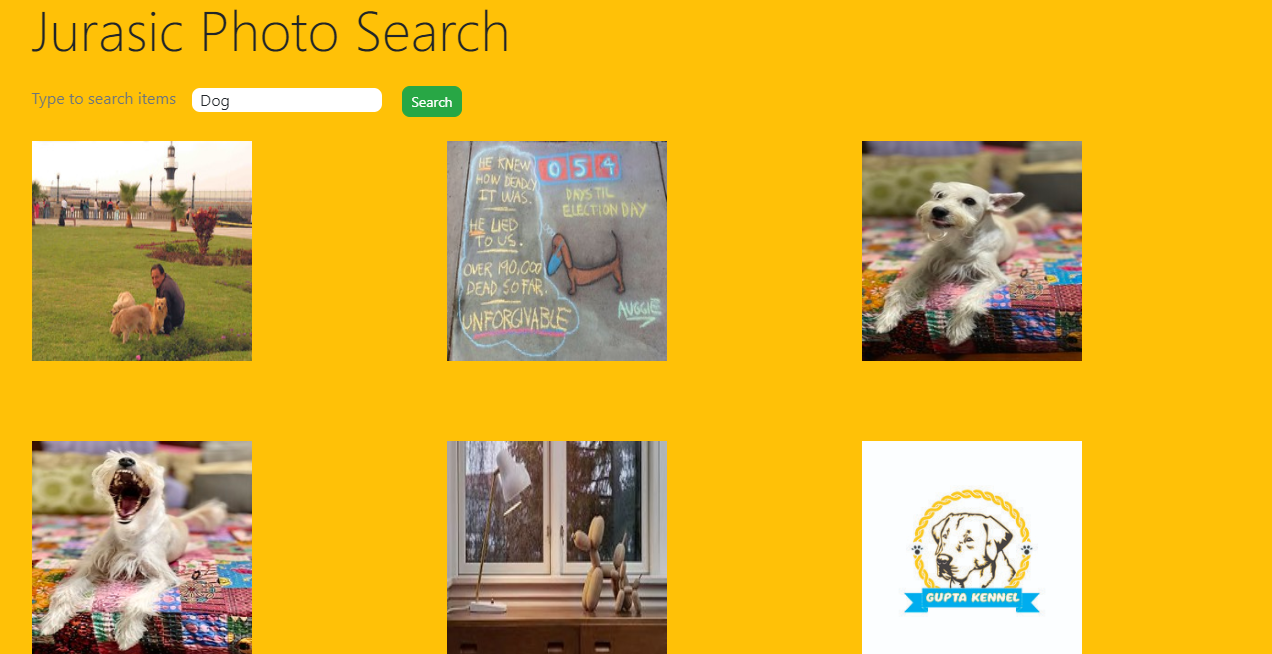 Jurasic Photo Search
Type to search items
Dog
Search
HE KNEW
HOW DEADLY
IT WAS.
HE LIED
TO US.
OVER 190,000
DEAD SO FAR.
UNFORGIVABLE
054
DAYS TIL
ELECTION DAY
AUGGIE
GUPTA KENNEL